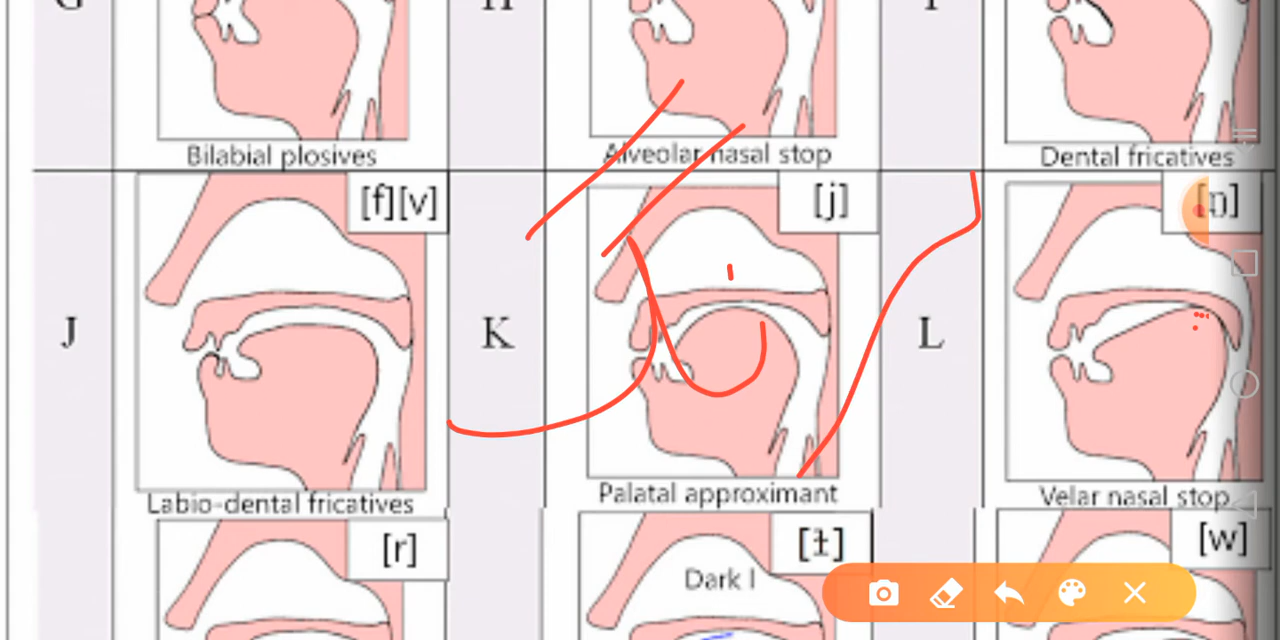 G H I
Bilabial plosives Alveolar nasal stop Dental fricatives
[f][v] [j]
J K L
Labio-dental fricatives Palatal approximant Velar nasal stop
[r] [ɫ] [w]
Dark l